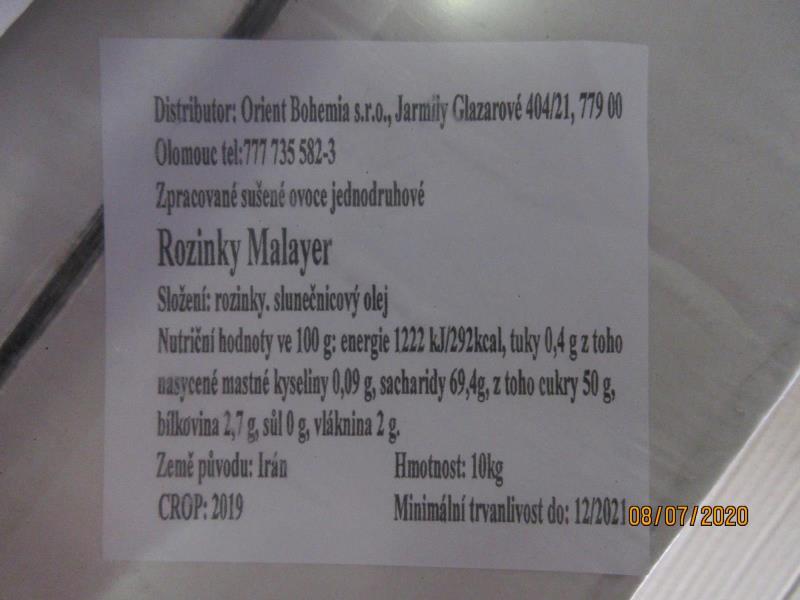 Distributor: Orient Bohemia s.r.o., Jarmily Glazarové 404/21, 779 00
Olomouc tel:777 735 582-3
Zpracované sušené ovoce jednodruhové
Rozinky Malayer
Složení: rozinky. slunečnicový olej
Nutriční hodnoty ve 100 g: energie 1222 kJ/292kcal, tuky 0,4 g z toho
nasycené mastné kyseliny 0,09 g, sacharidy 69,4g, z toho cukry 50 g,
bílkovina 2,7 g, sůl 0 g, vláknina 2 g.
Země původu: Irán Hmotnost: 10kg
CROP: 2019 Minimální trvanlivost do: 12/2021
08/07/2020